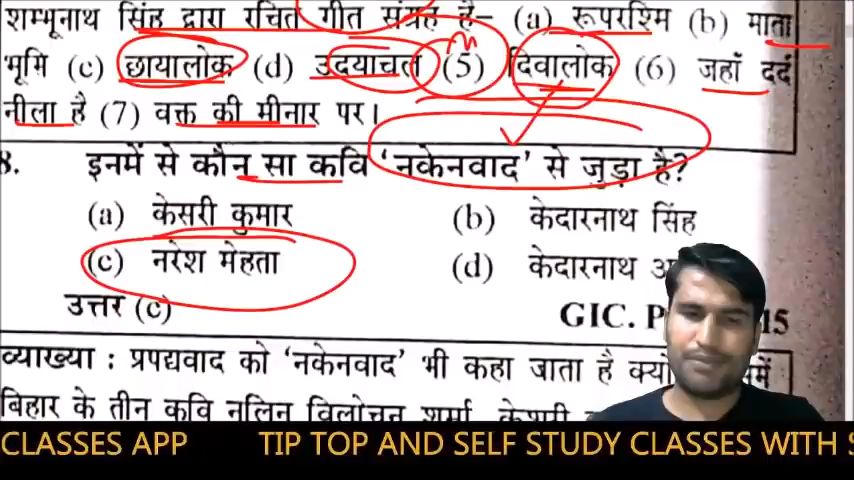 शम्भूनाथ सिंह द्वारा रचित गीत संग्रह है- (a) रूपरश्मि (b) माता
भूमि (c) छायालोक (d) उदयाचल (5) दिवालोक (6) जहाँ दर्द
नीला है (7) वक्त की मीनार पर।
8. इनमें से कौन सा कवि 'नकेनवाद' से जुड़ा है?
(a) केसरी कुमार (b) केदारनाथ सिंह
(c) नरेश मेहता (d) केदारनाथ
उत्तर (c) GIC. 15
व्याख्या : प्रपद्यवाद को 'नकेनवाद' भी कहा जाता है
बिहार के तीन कवि नलिन विलोचन शर्मा,
CLASSES APP TIP TOP AND SELF STUDY CLASSES WITH